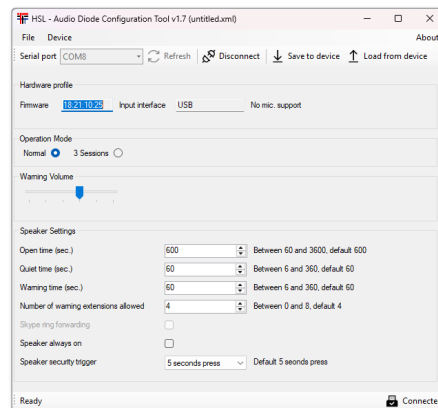 HSL - Audio Diode Configuration Tool v1.7 (untitled.xml)
File Device About
Serial port COM8 Refresh Disconnect Save to device Load from device
Hardware profile
Firmware 18.21.10.25 Input interface USB No mic. support
Operation Mode
Normal 3 Sessions
Warning Volume
Speaker Settings
Open time (sec.) 600 Between 60 and 3600, default 600
Quiet time (sec.) 60 Between 6 and 360, default 60
Warning time (sec.) 60 Between 6 and 360, default 60
Number of warning extensions allowed 4 Between 0 and 8, default 4
Skype ring forwarding
Speaker always on
Speaker security trigger 5 seconds press Default 5 seonds press
Ready Connecte